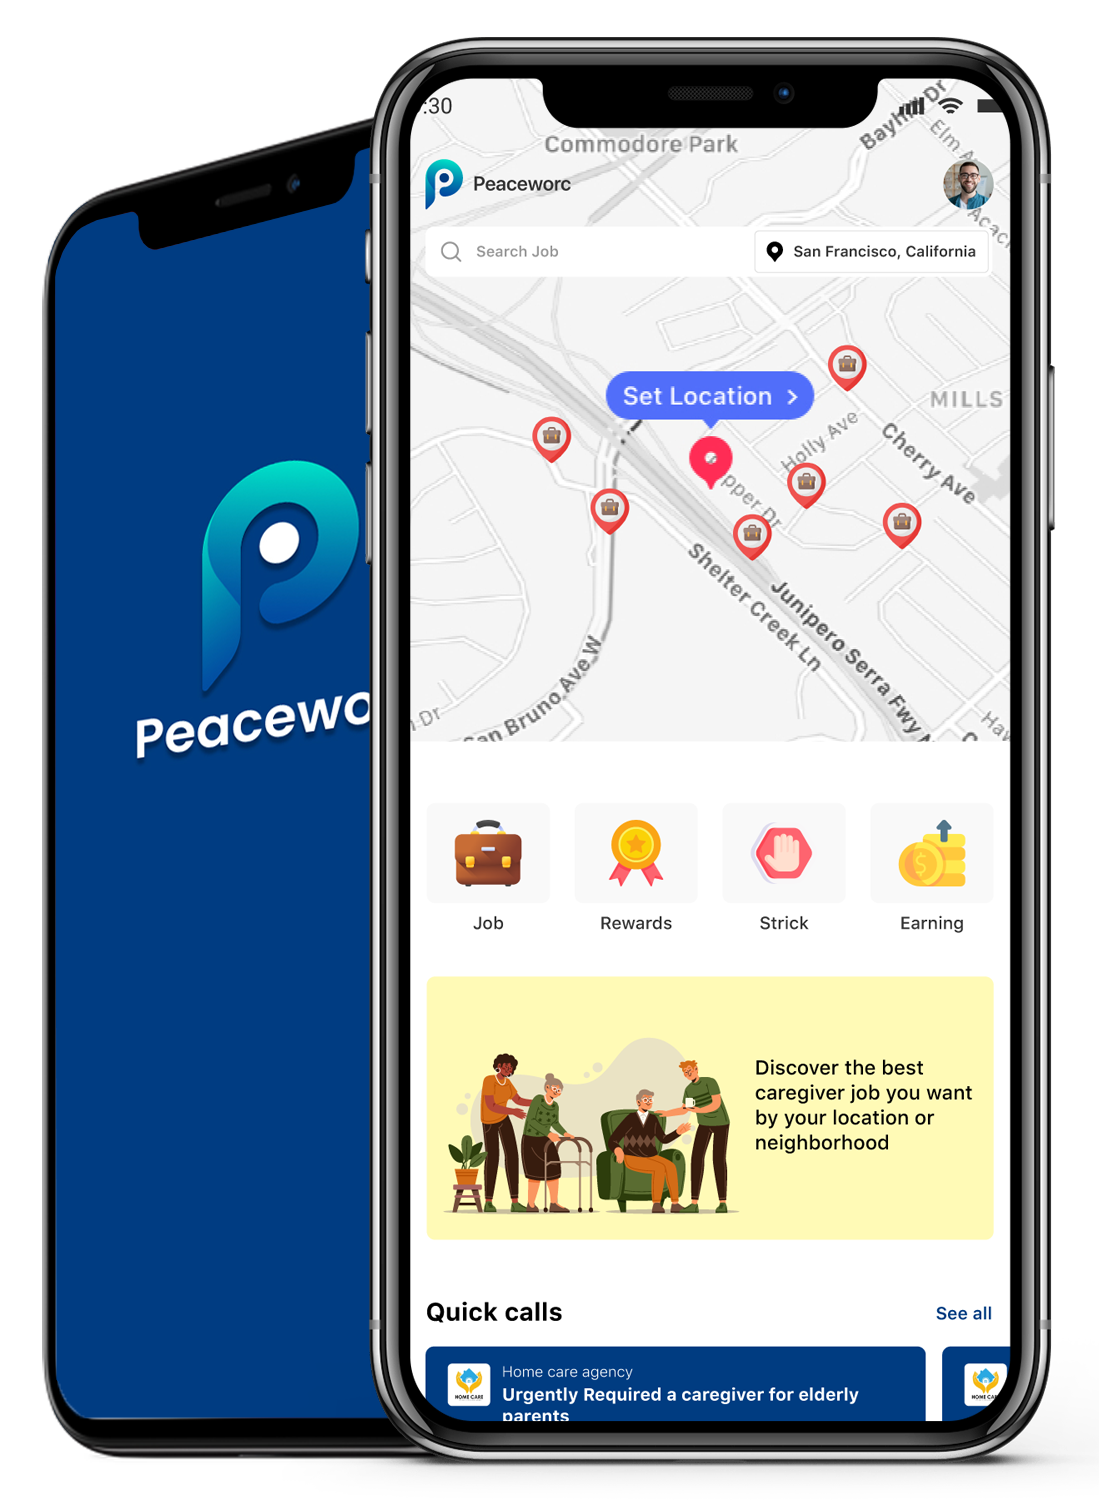 Peacewo
:30
Commodore Park
Bayhill Dr
Elm A
Acaci
Peaceworc
Search Job
San Francisco, California
Set Location
MILLS
Holly Ave
Cherry Ave
pper Dr
Shelter Creek Ln
Junipero Serra Fwy
San Bruno Ave W
Dr
Haw
Job
Rewards
Strick
Earning
Discover the best
caregiver job you want
by your location or
neighborhood
Quick calls
See all
Home care agency
Urgently Required a caregiver for elderly
parents
HOME CARE
HOME CARE